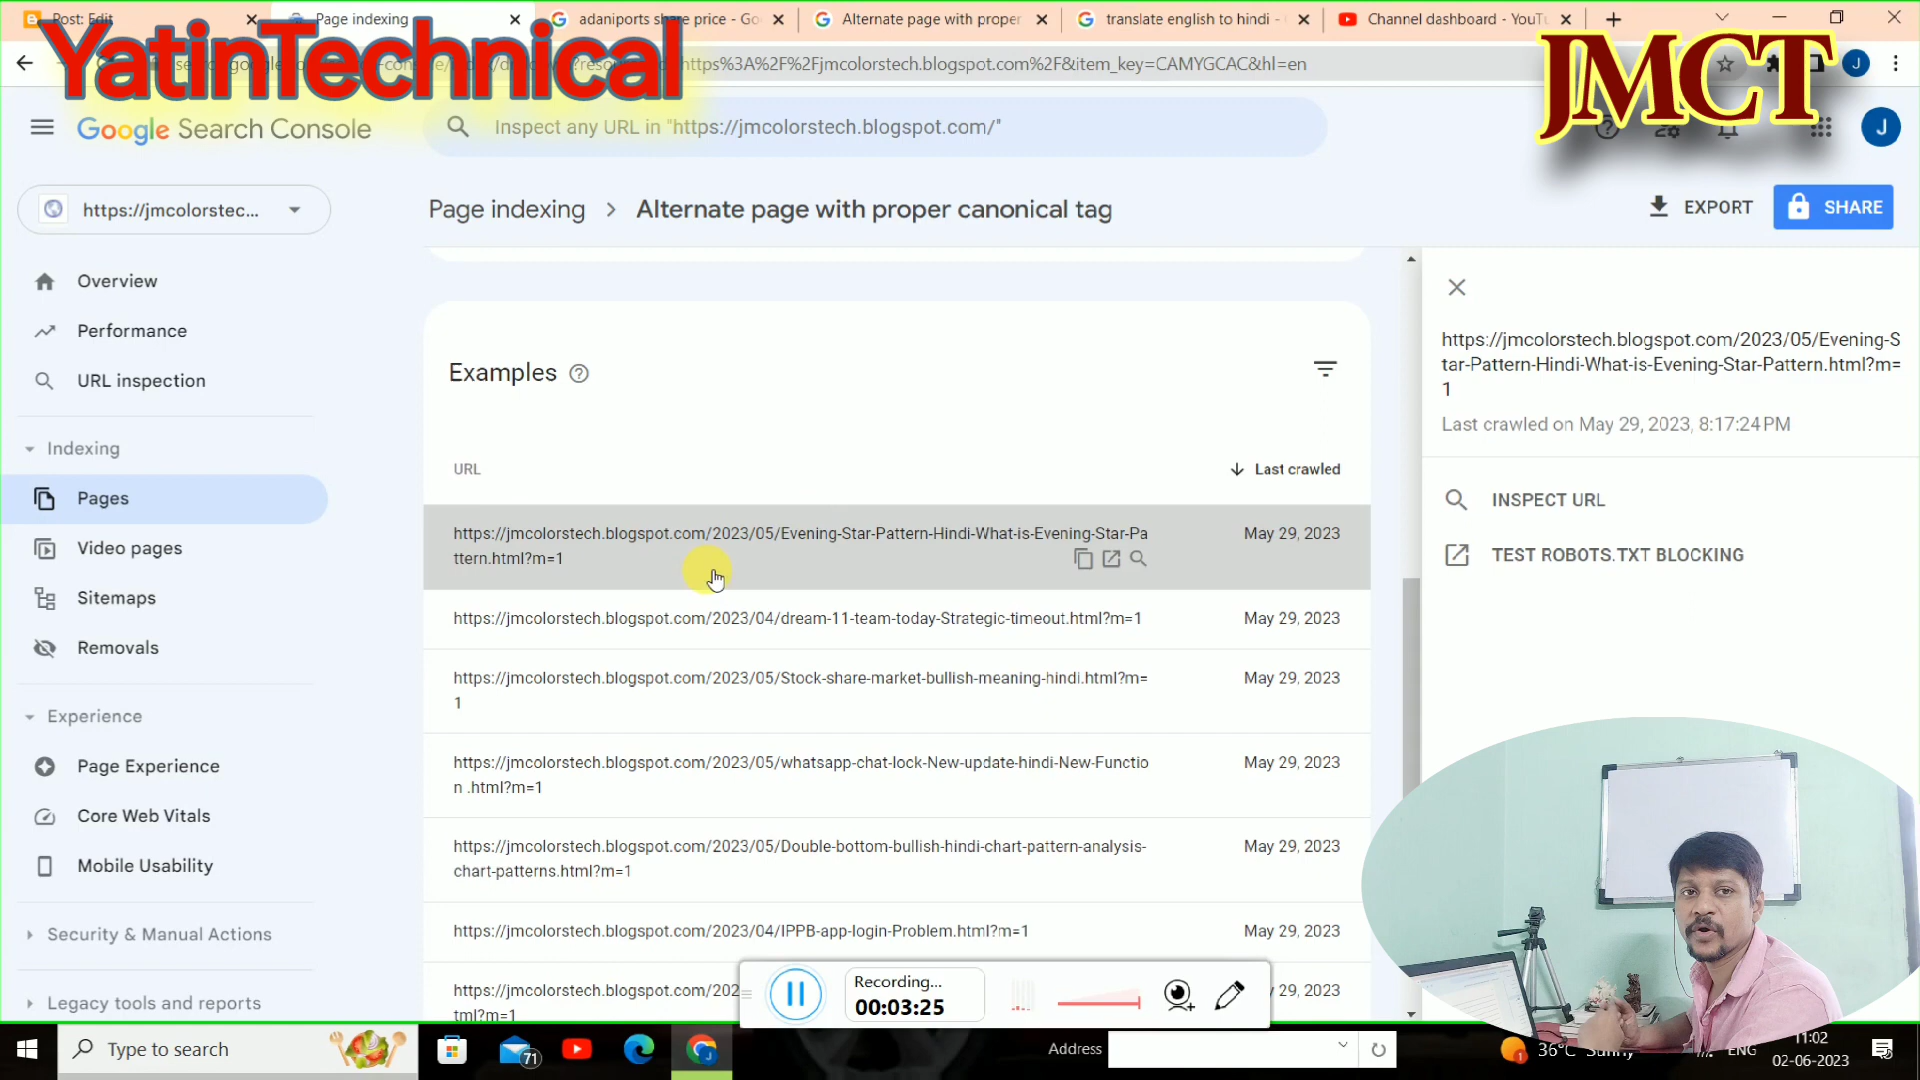 Post: Edit
Page indexing
adaniports share price - Go
Alternate page with proper
translate english to hindi -
Channel dashboard - YouTu
YatinTechnical
JMCT
https%3A%2F%2Fjmcolorstech.blogspot.com%2F&item_key=CAMYGCAC&hl=en
J
Google Search Console
Inspect any URL in "https://jmcolorstech.blogspot.com/"
J
https://jmcolorstec...
Page indexing > Alternate page with proper canonical tag
EXPORT
SHARE
Overview
Performance
URL inspection
Indexing
Pages
Video pages
Sitemaps
Removals
Experience
Page Experience
Core Web Vitals
Mobile Usability
Security & Manual Actions
Legacy tools and reports
Examples
URL
Last crawled
https://jmcolorstech.blogspot.com/2023/05/Evening-Star-Pattern-Hindi-What-is-Evening-Star-Pa
ttern.html?m=1
May 29, 2023
https://jmcolorstech.blogspot.com/2023/04/dream-11-team-today-Strategic-timeout.html?m=1
May 29, 2023
https://jmcolorstech.blogspot.com/2023/05/Stock-share-market-bullish-meaning-hindi.html?m=
1
May 29, 2023
https://jmcolorstech.blogspot.com/2023/05/whatsapp-chat-lock-New-update-hindi-New-Functio
n .html?m=1
May 29, 2023
https://jmcolorstech.blogspot.com/2023/05/Double-bottom-bullish-hindi-chart-pattern-analysis-
chart-patterns.html?m=1
May 29, 2023
https://jmcolorstech.blogspot.com/2023/04/IPPB-app-login-Problem.html?m=1
May 29, 2023
https://jmcolorstech.blogspot.com/202
tml?m=1
29, 2023
https://jmcolorstech.blogspot.com/2023/05/Evening-S
tar-Pattern-Hindi-What-is-Evening-Star-Pattern.html?m=
1
Last crawled on May 29, 2023, 8:17:24 PM
INSPECT URL
TEST ROBOTS.TXT BLOCKING
Recording...
00:03:25
Type to search
71
J
Address
1
36°C Sunny
ENG
11:02
02-06-2023